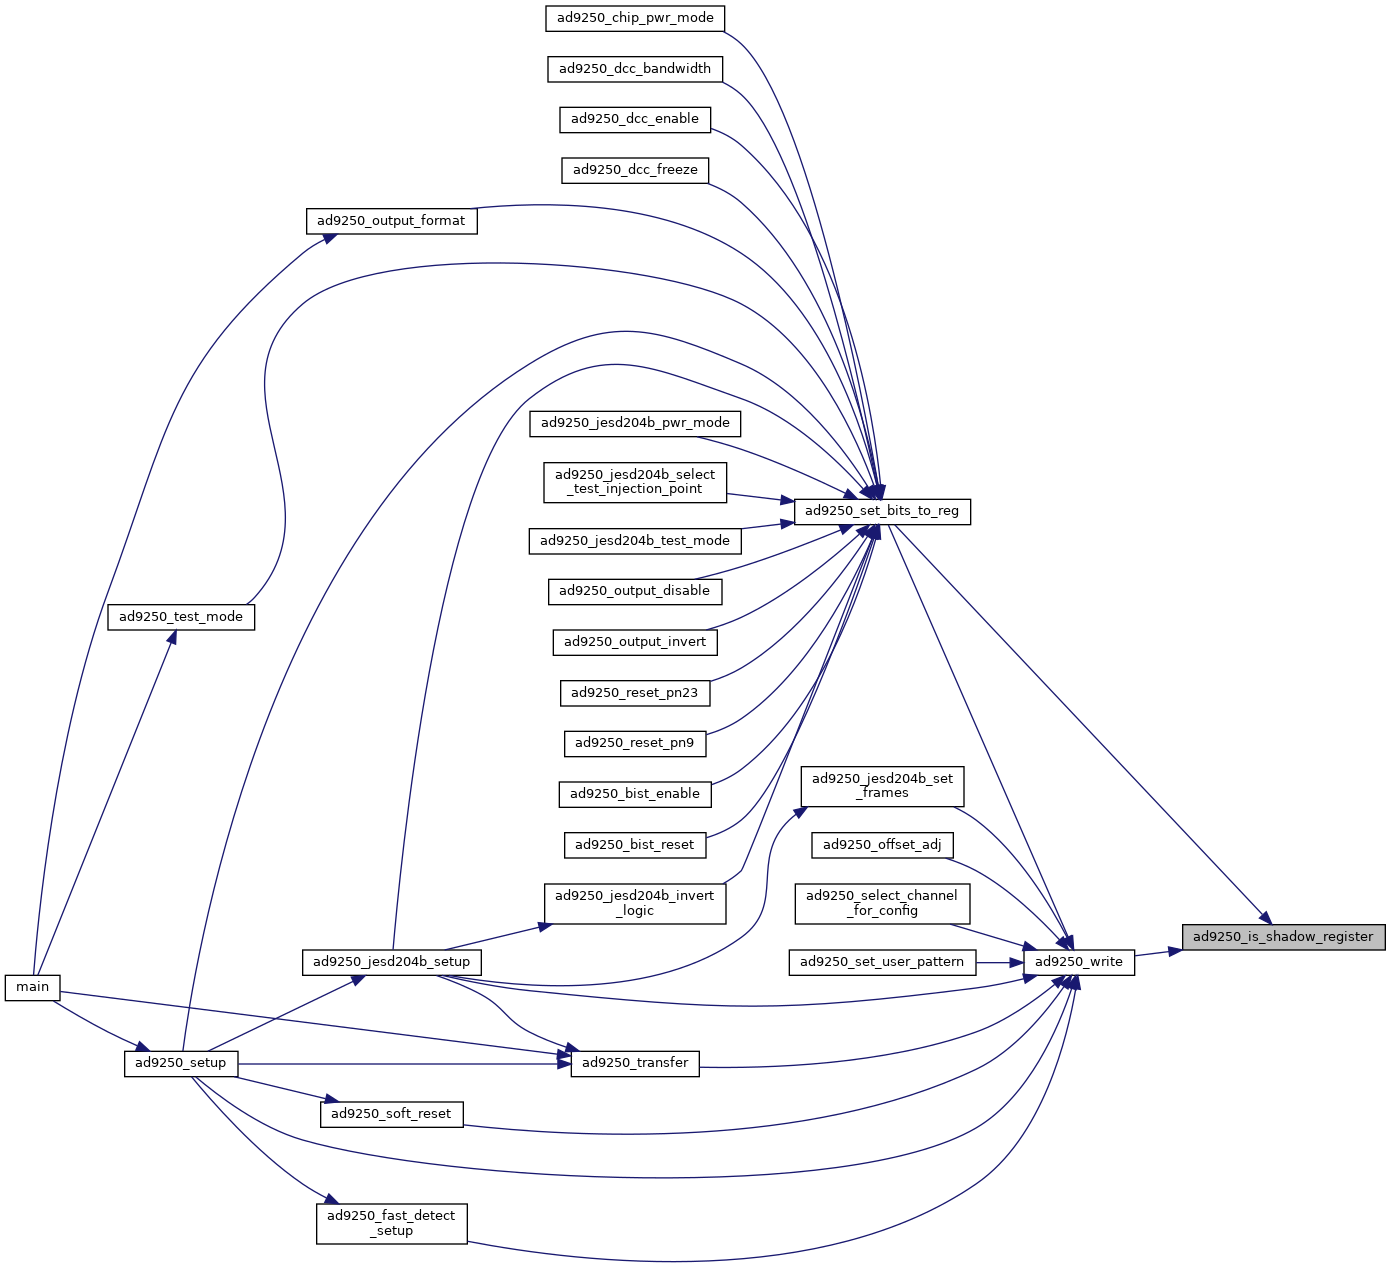 ad9250_chip_pwr_mode
ad9250_dcc_bandwidth
ad9250_dcc_enable
ad9250_dcc_freeze
ad9250_output_format
ad9250_jesd204b_pwr_mode
ad9250_jesd204b_select
_test_injection_point
ad9250_set_bits_to_reg
ad9250_jesd204b_test_mode
ad9250_output_disable
ad9250_test_mode
ad9250_output_invert
ad9250_reset_pn23
ad9250_reset_pn9
ad9250_bist_enable
ad9250_jesd204b_set
_frames
ad9250_bist_reset
ad9250_offset_adj
ad9250_jesd204b_invert
_logic
ad9250_select_channel
_for_config
ad9250_is_shadow_register
ad9250_jesd204b_setup
ad9250_set_user_pattern
ad9250_write
main
ad9250_setup
ad9250_transfer
ad9250_soft_reset
ad9250_fast_detect
_setup